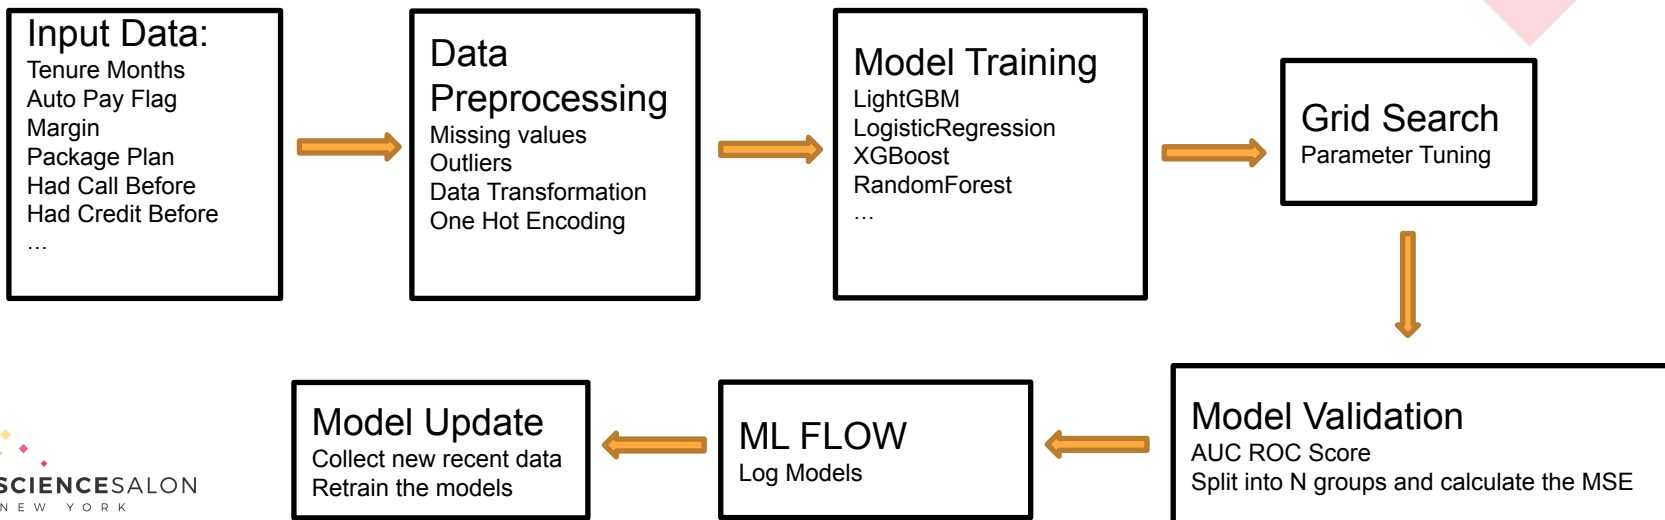 Input Data:
Tenure Months
Auto Pay Flag
Margin
Package Plan
Had Call Before
Had Credit Before
...
Data
Preprocessing
Missing values
Outliers
Data Transformation
One Hot Encoding
Model Training
LightGBM
LogisticRegression
XGBoost
RandomForest
...
Grid Search
Parameter Tuning
Model Validation
AUC ROC Score
Split into N groups and calculate the MSE
ML FLOW
Log Models
Model Update
Collect new recent data
Retrain the models
SCIENCESALON
NEW YORK